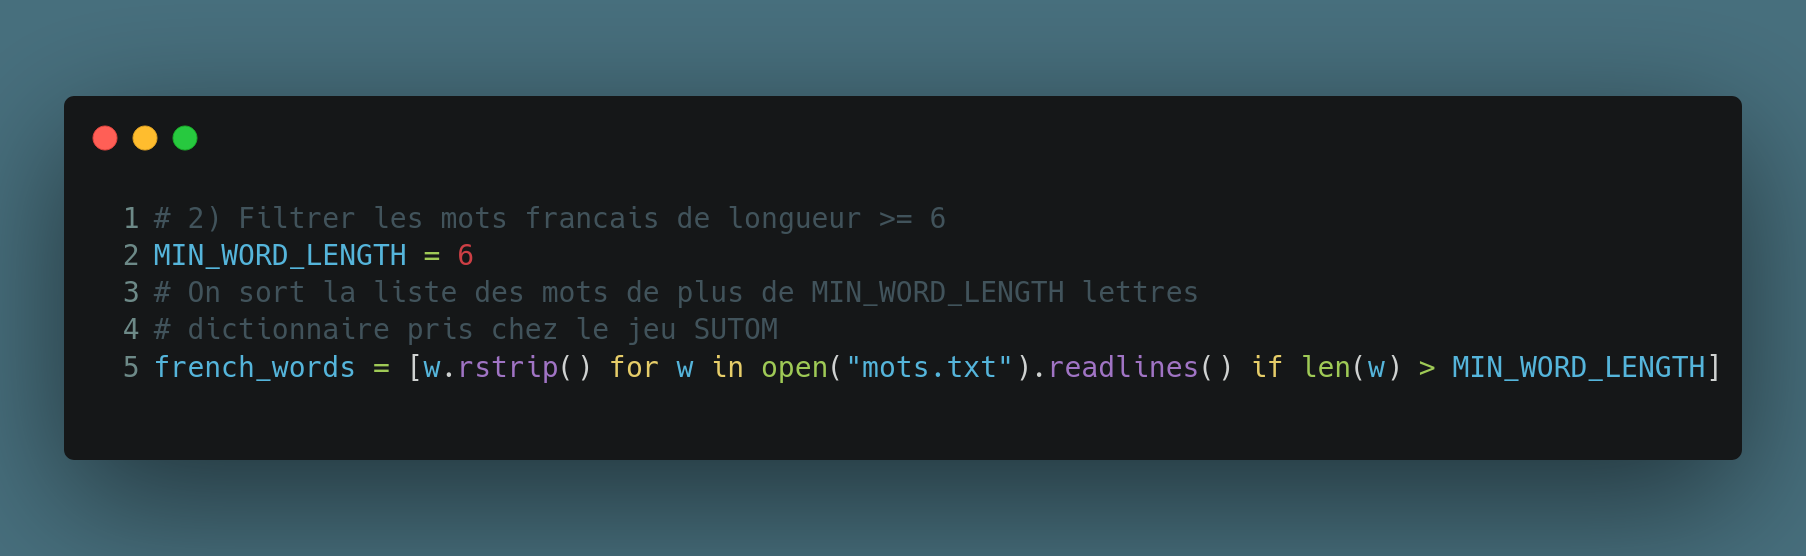 1 # 2) Filtrer les mots francais de longueur >= 6
2 MIN_WORD_LENGTH = 6
3 # On sort la liste des mots de plus de MIN_WORD_LENGTH lettres
4 # dictionnaire pris chez le jeu SUTOM
5 french_words = [w.rstrip() for w in open("mots.txt").readlines() if len(w) > MIN_WORD_LENGTH]